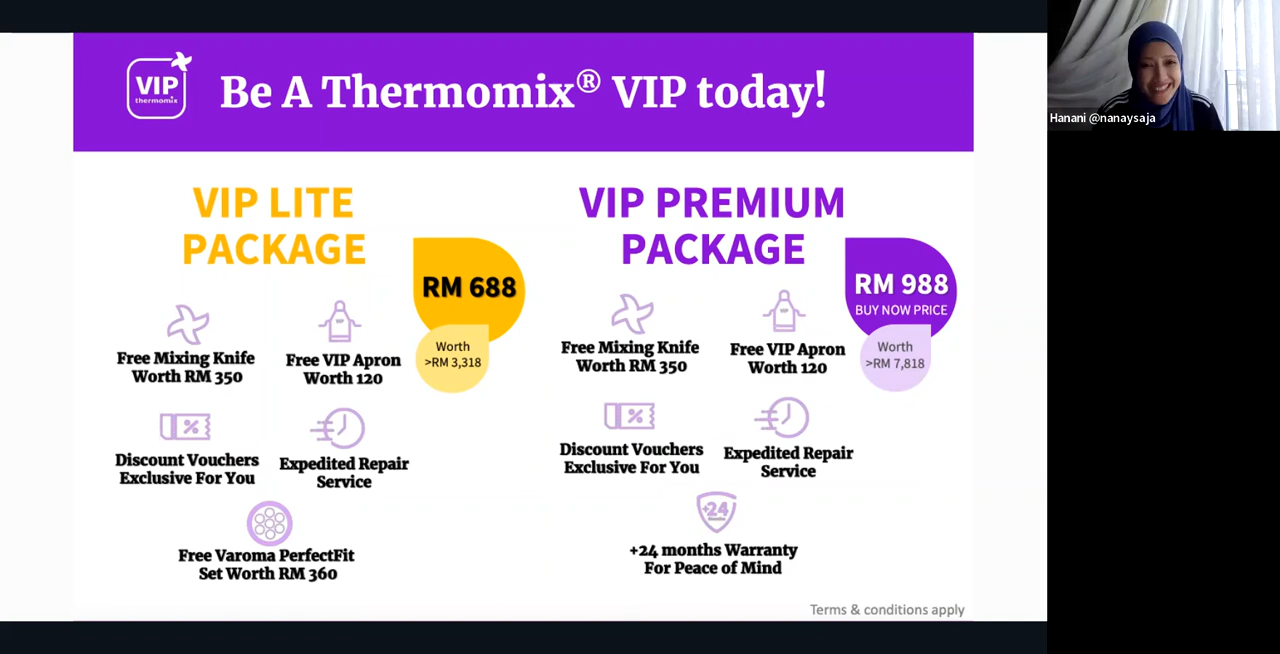 VIP
thermomix
Be A Thermomix® VIP today!
VIP LITE
PACKAGE
RM 688
Worth
>RM 3,318
Free Mixing Knife
Worth RM 350
Free VIP Apron
Worth 120
%
Discount Vouchers
Exclusive For You
Expedited Repair
Service
Free Varoma PerfectFit
Set Worth RM 360
VIP PREMIUM
PACKAGE
RM 988
BUY NOW PRICE
Worth
>RM 7,818
Free Mixing Knife
Worth RM 350
Free VIP Apron
Worth 120
%
Discount Vouchers
Exclusive For You
Expedited Repair
Service
+24
Months
+24 months Warranty
For Peace of Mind
Terms & conditions apply
Hanani @nanaysaja